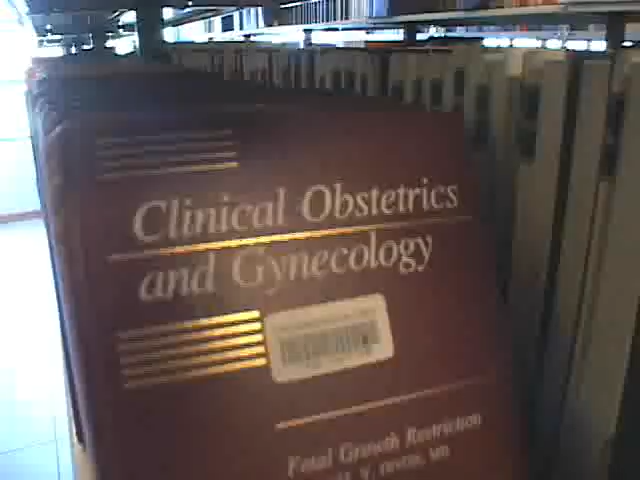 Clinical Obstetrics
and Gynecology
Fetal Growth Restriction